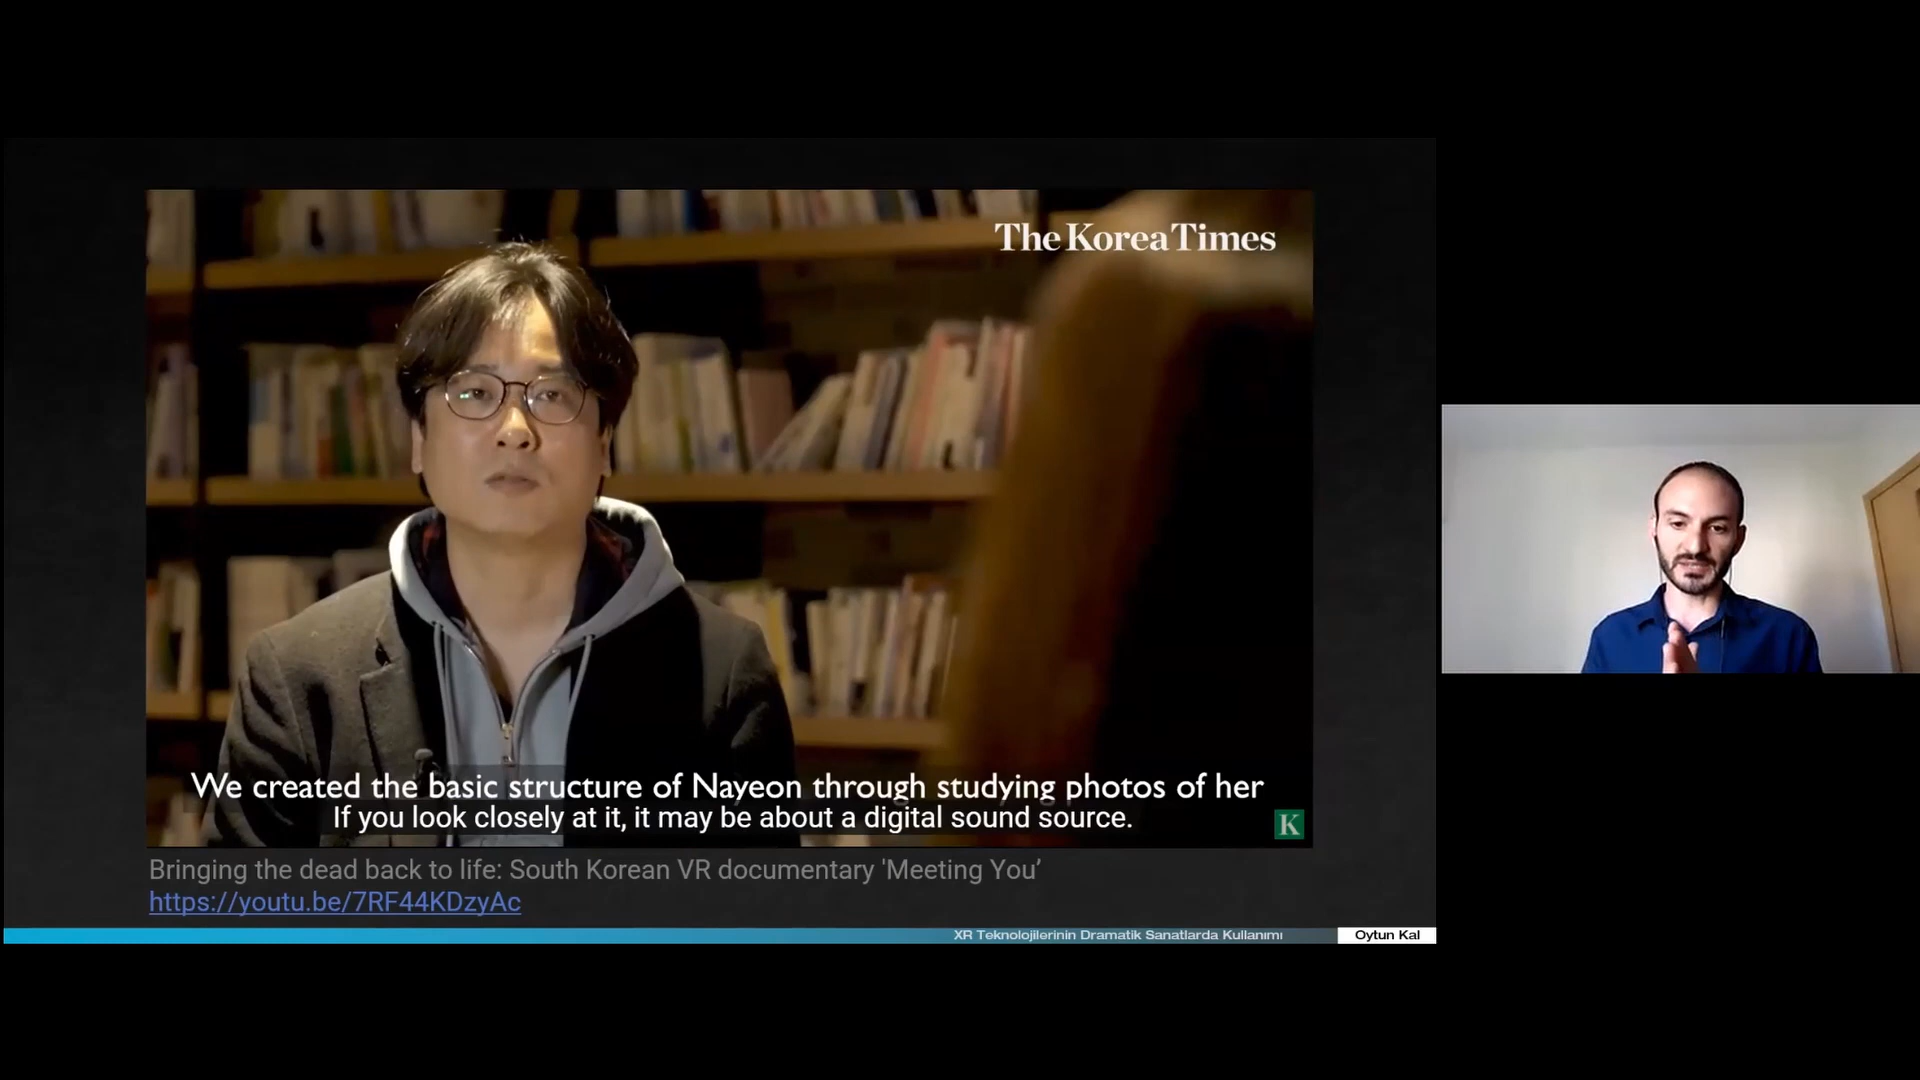 The Korea Times
We created the basic structure of Nayeon through studying photos of her
If you look closely at it, it may be about a digital sound source.
K
Bringing the dead back to life: South Korean VR documentary 'Meeting You’
https://youtu.be/7RF44KDzyAc
XR Teknolojilerinin Dramatik Sanatlarda Kullanımı
Oytun Kal